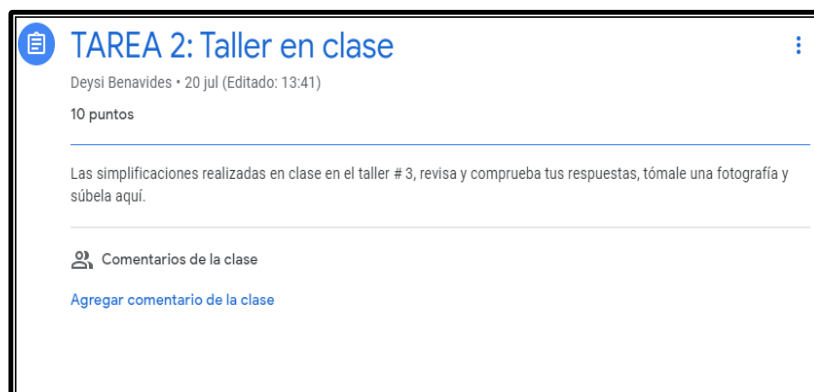 TAREA 2: Taller en clase
Deysi Benavides • 20 jul (Editado: 13:41)
10 puntos
Las simplificaciones realizadas en clase en el taller # 3, revisa y comprueba tus respuestas, tómale una fotografía y
súbela aquí.
Comentarios de la clase
Agregar comentario de la clase